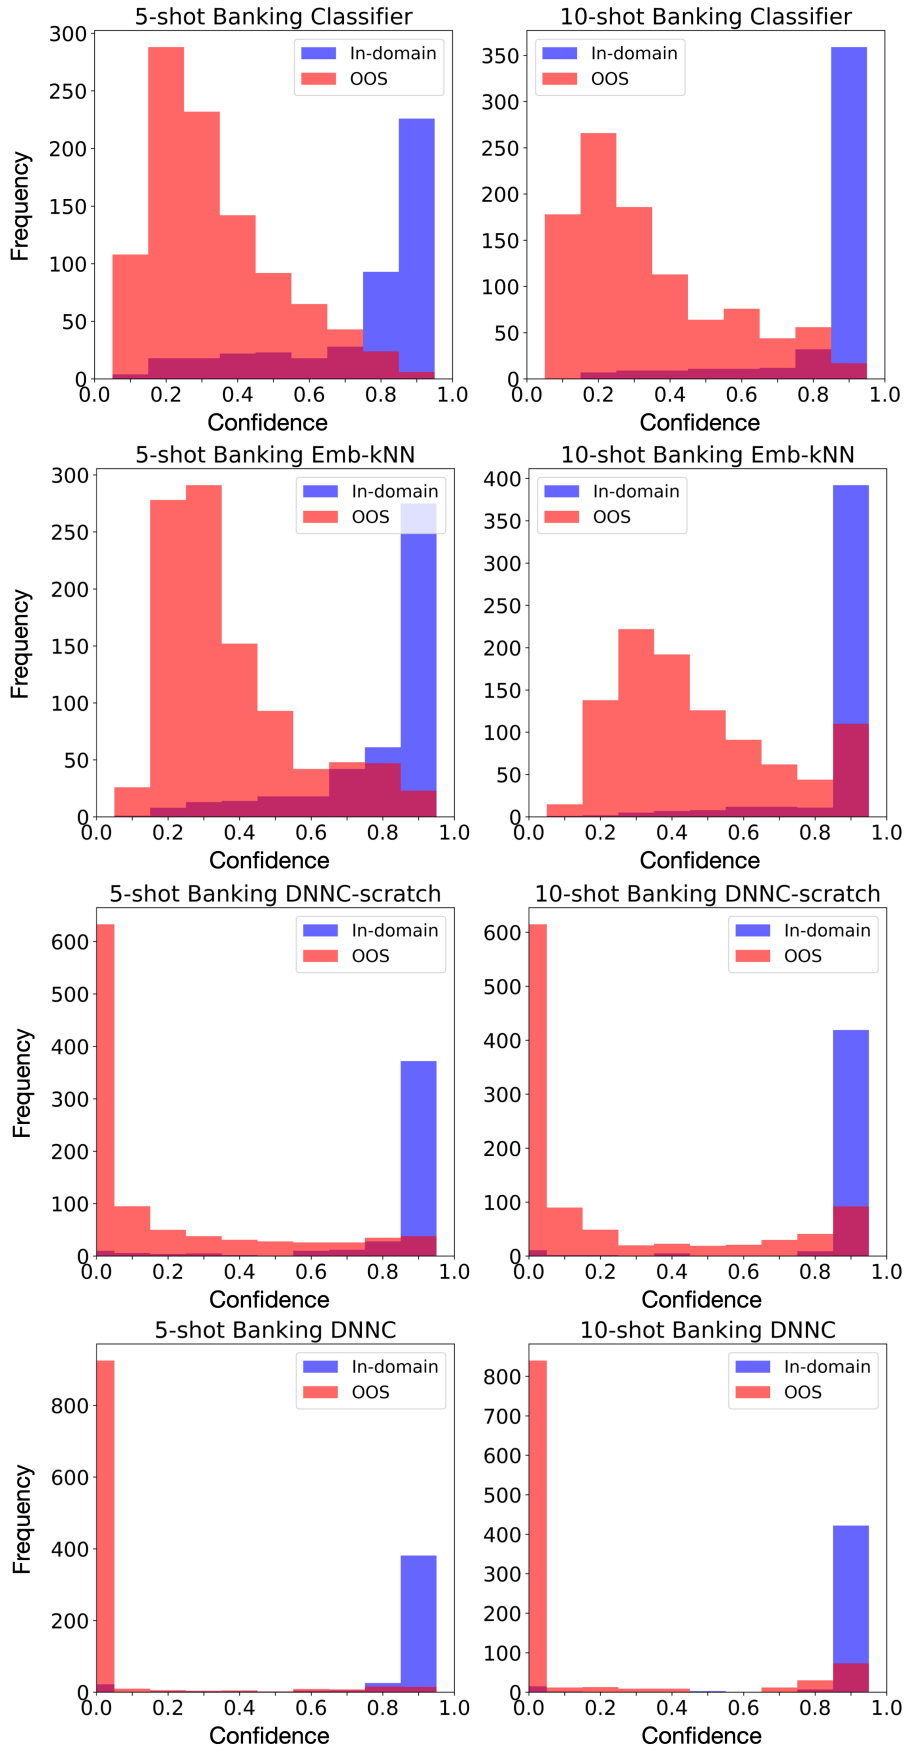 5-shot Banking Classifier
10-shot Banking Classifier
In-domain
OOS
In-domain
OOS
Frequency
300
250
200
150
100
50
0
350
300
250
200
150
100
50
0
0.0 0.2 0.4 0.6 0.8 1.0
0.0 0.2 0.4 0.6 0.8 1.0
Confidence
Confidence
5-shot Banking Emb-kNN
10-shot Banking Emb-kNN
In-domain
OOS
In-domain
OOS
Frequency
300
250
200
150
100
50
0
400
350
300
250
200
150
100
50
0
0.0 0.2 0.4 0.6 0.8 1.0
0.0 0.2 0.4 0.6 0.8 1.0
Confidence
Confidence
5-shot Banking DNNC-scratch
10-shot Banking DNNC-scratch
In-domain
OOS
In-domain
OOS
Frequency
600
500
400
300
200
100
0
600
500
400
300
200
100
0
0.0 0.2 0.4 0.6 0.8 1.0
0.0 0.2 0.4 0.6 0.8 1.0
Confidence
Confidence
5-shot Banking DNNC
10-shot Banking DNNC
In-domain
OOS
In-domain
OOS
Frequency
800
600
400
200
0
800
700
600
500
400
300
200
100
0
0.0 0.2 0.4 0.6 0.8 1.0
0.0 0.2 0.4 0.6 0.8 1.0
Confidence
Confidence